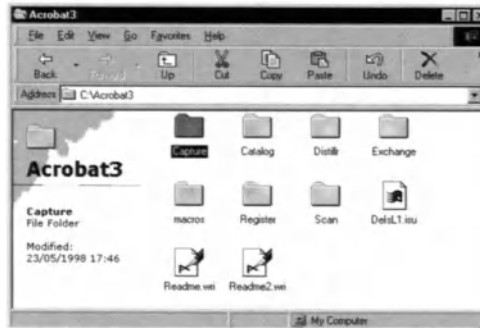 Acrobat3
File Edit View Go Favorites Help
Back Forward Up Cut Copy Paste Undo Delete
Address C:\Acrobat3
Acrobat3
Capture
File Folder
Modified:
23/05/1998 17:46
Capture Catalog Distillr Exchange
macros Register Scan DelsL1.isu
Readme.wri Readme2.wri
My Computer